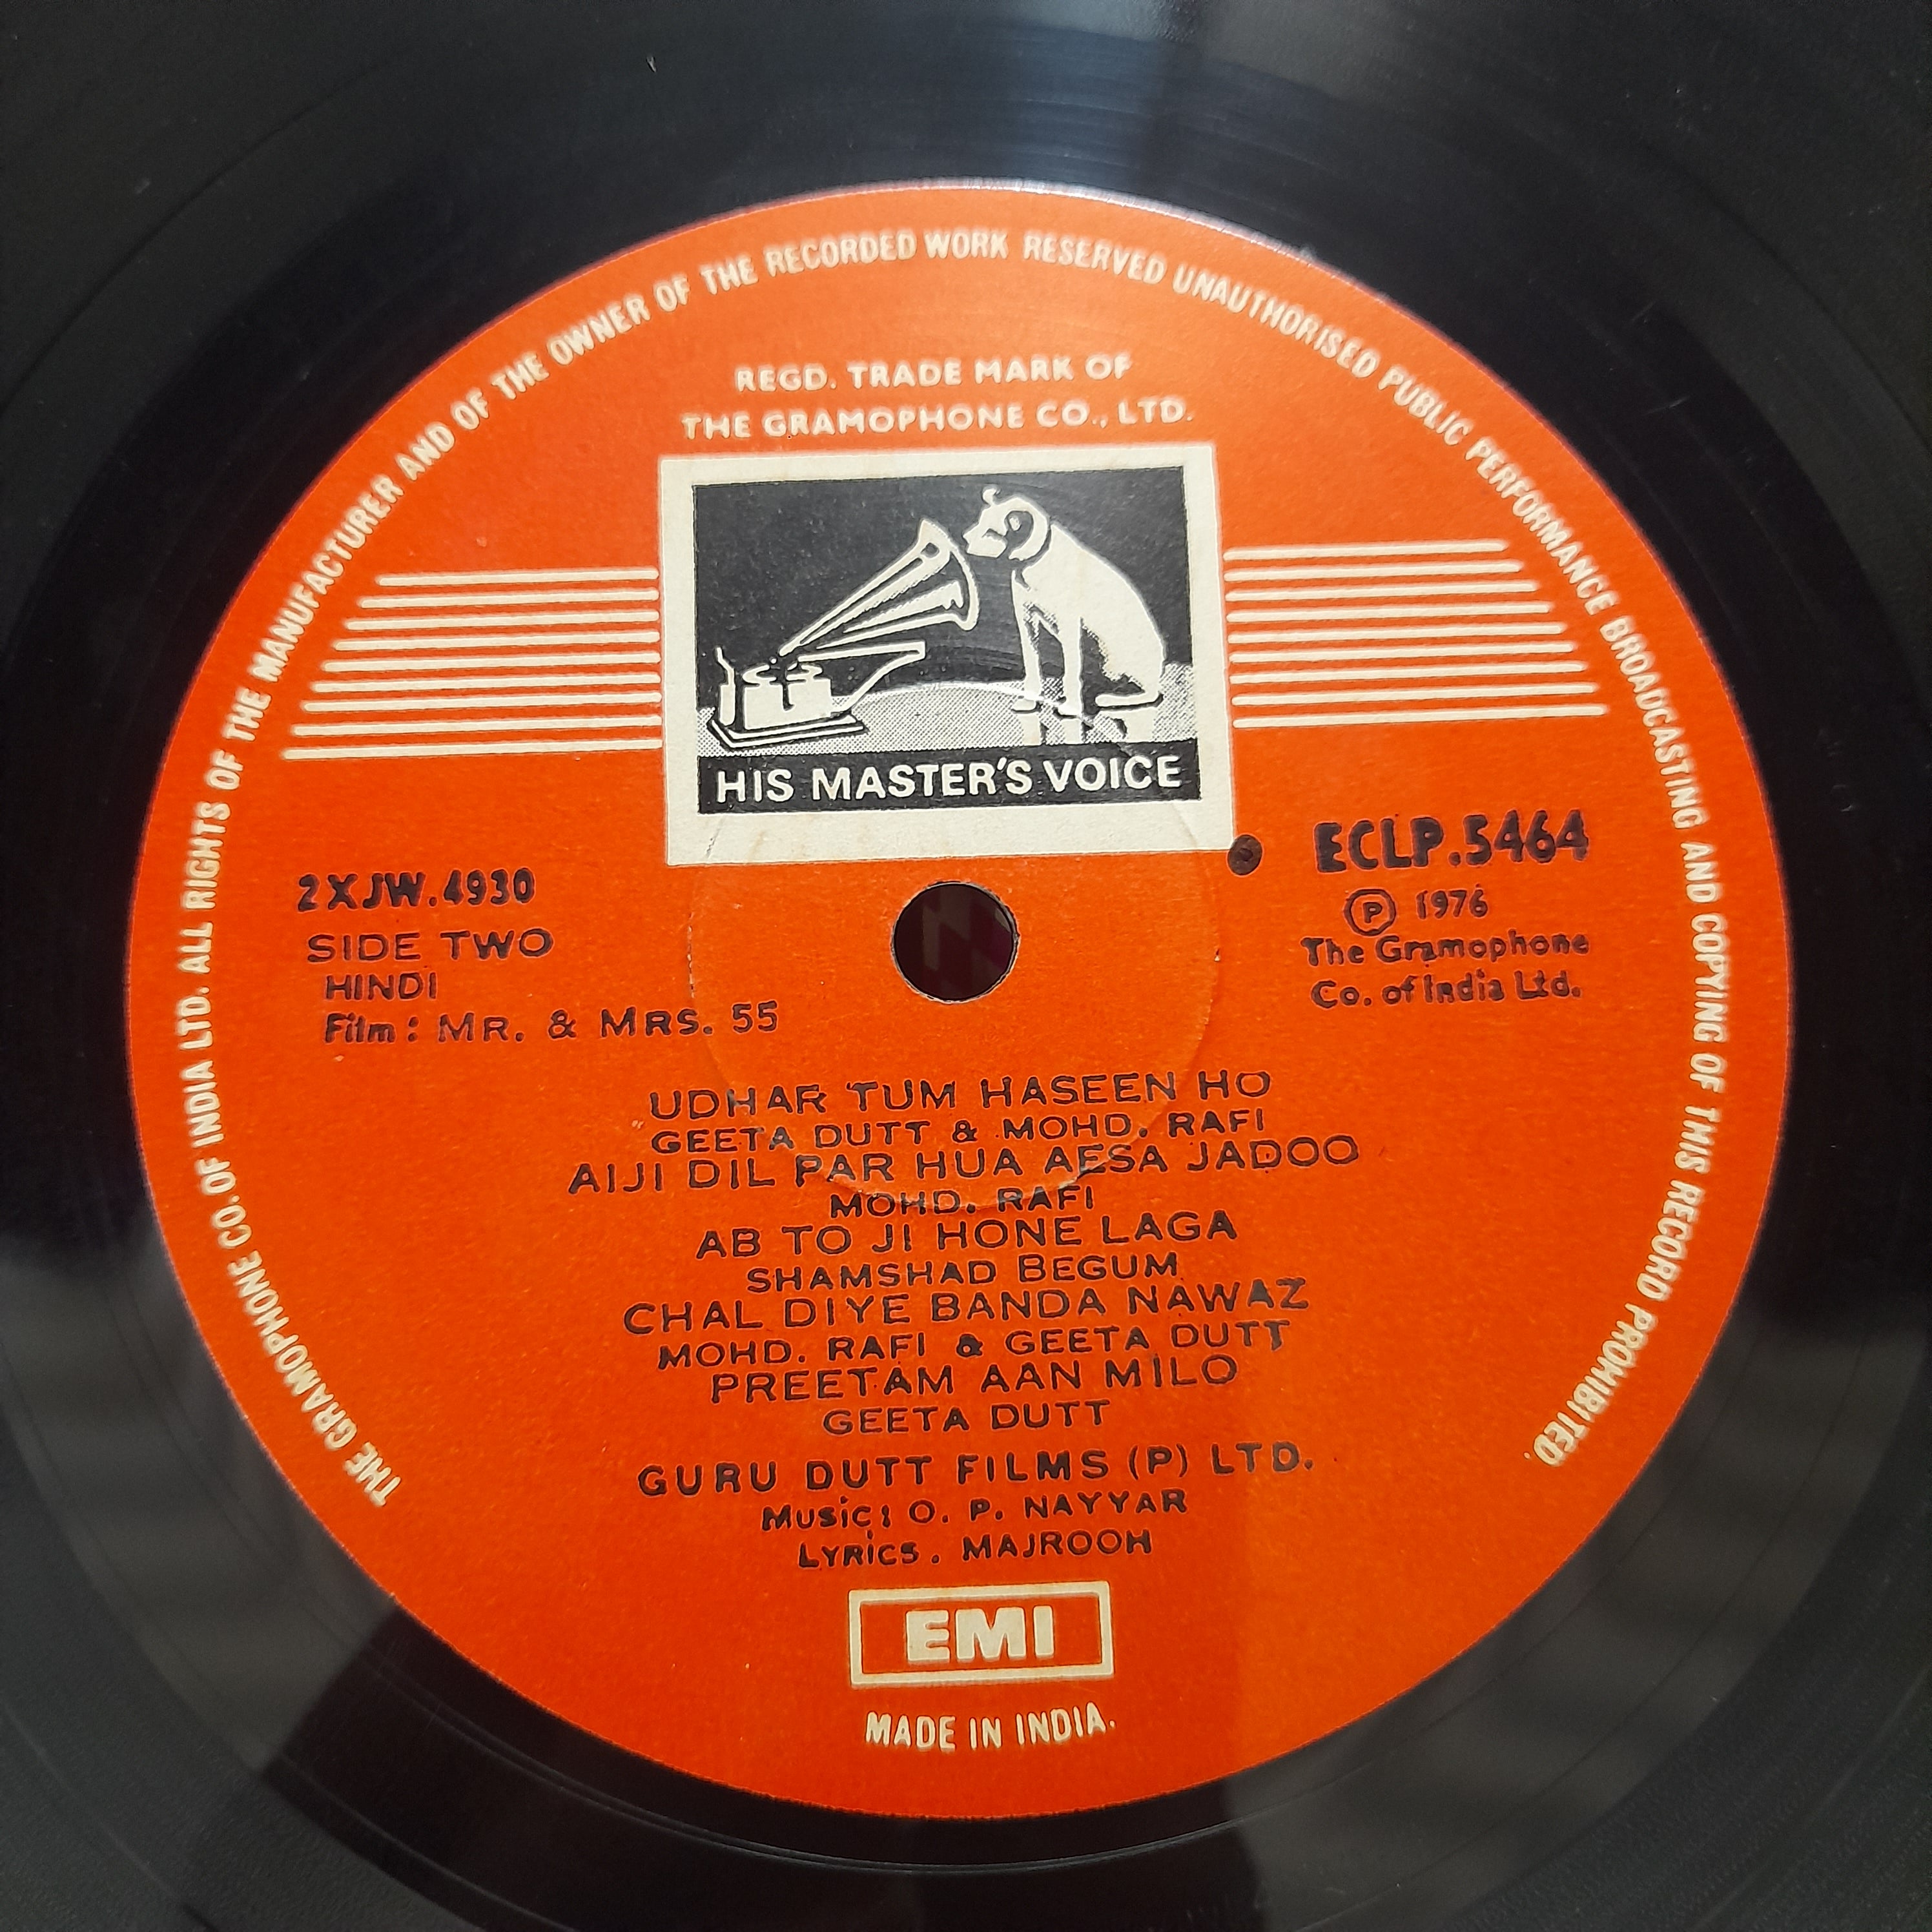 THE GRAMOPHONE CO. OF INDIA LTD. ALL RIGHTS OF THE MANUFACTURER AND OF THE OWNER OF THE RECORDED WORK RESERVED UNAUTHORISED PUBLIC PERFORMANCE BROADCASTING AND COPYING OF THIS RECORD PROHIBITED.
REGD. TRADE MARK OF
THE GRAMOPHONE CO., LTD.
HIS MASTER'S VOICE
2XJW.4930
SIDE TWO
HINDI
Film: MR. & MRS. 55
ECLP.5464
Ⓟ 1976
The Gramophone
Co. of India Ltd.
UDHAR TUM HASEEN HO
GEETA DUTT & MOHD. RAFI
AIJI DIL PAR HUA AESA JADOO
MOHD. RAFI
AB TO JI HONE LAGA
SHAMSHAD BEGUM
CHAL DIYE BANDA NAWAZ
MOHD. RAFI & GEETA DUTT
PREETAM AAN MILO
GEETA DUTT
GURU DUTT FILMS (P) LTD.
Music: O. P. NAYYAR
LYRICS. MAJROOH
EMI
MADE IN INDIA.